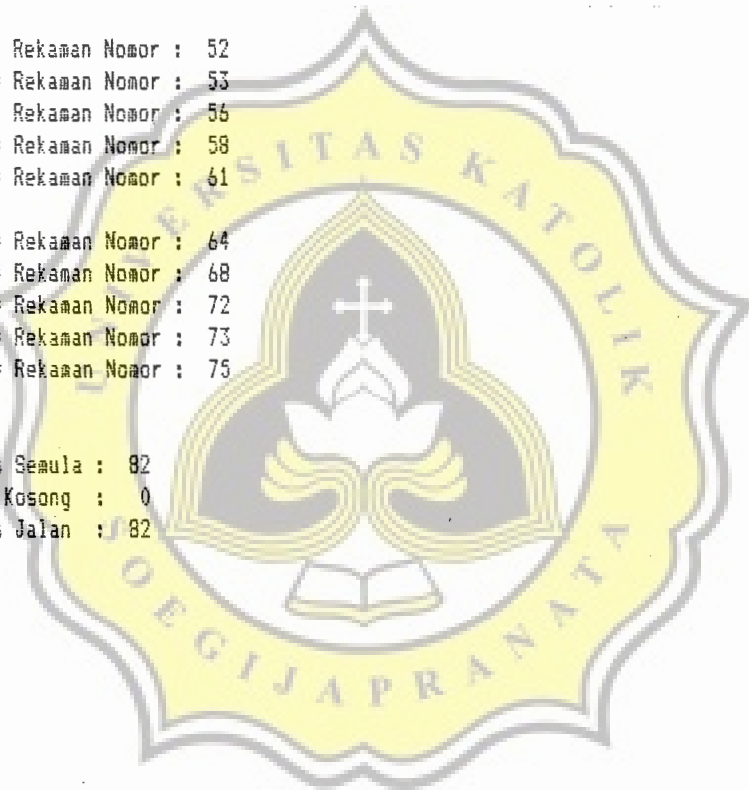 Rekaman Nomor : 52
Rekaman Nomor : 53
Rekaman Nomor : 56
Rekaman Nomor : 58
Rekaman Nomor : 61
Rekaman Nomor : 64
Rekaman Nomor : 68
Rekaman Nomor : 72
Rekaman Nomor : 73
Rekaman Nomor : 75
Semula : 82
Kosong : 0
Jalan : 82
UNIVERSITAS KATOLIK
SOEGIJAPRANATA